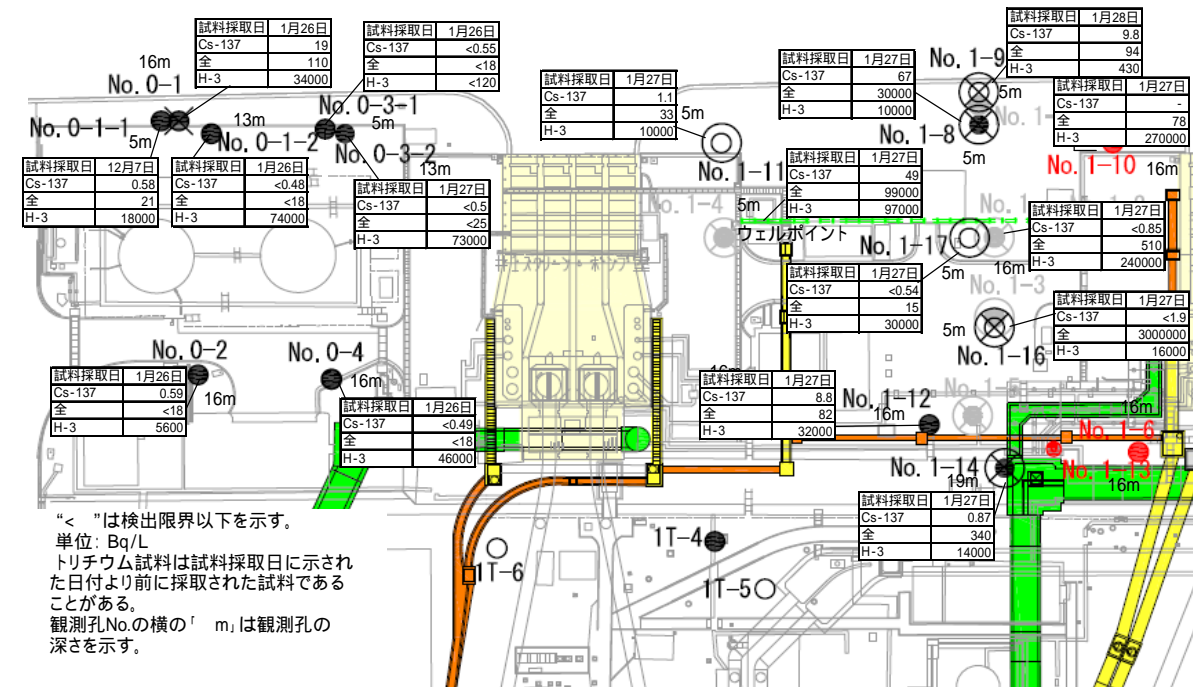 試料採取日 1月26日
Cs-137 19
全 110
H-3 34000
試料採取日 1月26日
Cs-137 <0.55
全 <18
H-3 <120
試料採取日 1月27日
Cs-137 1.1
全 33
H-3 10000
試料採取日 1月27日
Cs-137 67
全 30000
H-3 10000
試料採取日 1月28日
Cs-137 9.8
全 94
H-3 430
試料採取日 1月27日
Cs-137 -
全 78
H-3 270000
16m
No. 0-1
No. 0-1-1
5m
13m
No. 0-1-2
No. 0-3-1
5m
No. 0-3-2
13m
5m
No. 1-11
No. 1-9
5m
No. 1-8
5m
No. 1-10
16m
試料採取日 12月7日
Cs-137 0.58
全 21
H-3 18000
試料採取日 1月26日
Cs-137 <0.48
全 <18
H-3 74000
試料採取日 1月27日
Cs-137 <0.5
全 <25
H-3 73000
試料採取日 1月27日
Cs-137 49
全 99000
H-3 97000
No. 1-4
5m
ウェルポイント
No. 1-17
5m
16m
試料採取日 1月27日
Cs-137 <0.85
全 510
H-3 240000
試料採取日 1月27日
Cs-137 <0.54
全 15
H-3 30000
No. 1-3
5m
No. 1-16
試料採取日 1月27日
Cs-137 <1.9
全 3000000
H-3 16000
No. 0-2
16m
No. 0-4
16m
試料採取日 1月26日
Cs-137 0.59
全 <18
H-3 5600
試料採取日 1月26日
Cs-137 <0.49
全 <18
H-3 46000
試料採取日 1月27日
Cs-137 8.8
全 82
H-3 32000
No. 1-12
16m
No. 1-5
16m
No. 1-6
No. 1-13
16m
No. 1-14
19m
試料採取日 1月27日
Cs-137 0.87
全 340
H-3 14000
1T-4
1T-6
1T-5
“< ”は検出限界以下を示す。
単位: Bq/L
トリチウム試料は試料採取日に示され
た日付より前に採取された試料である
ことがある。
観測孔No.の横の「 m」は観測孔の
深さを示す。